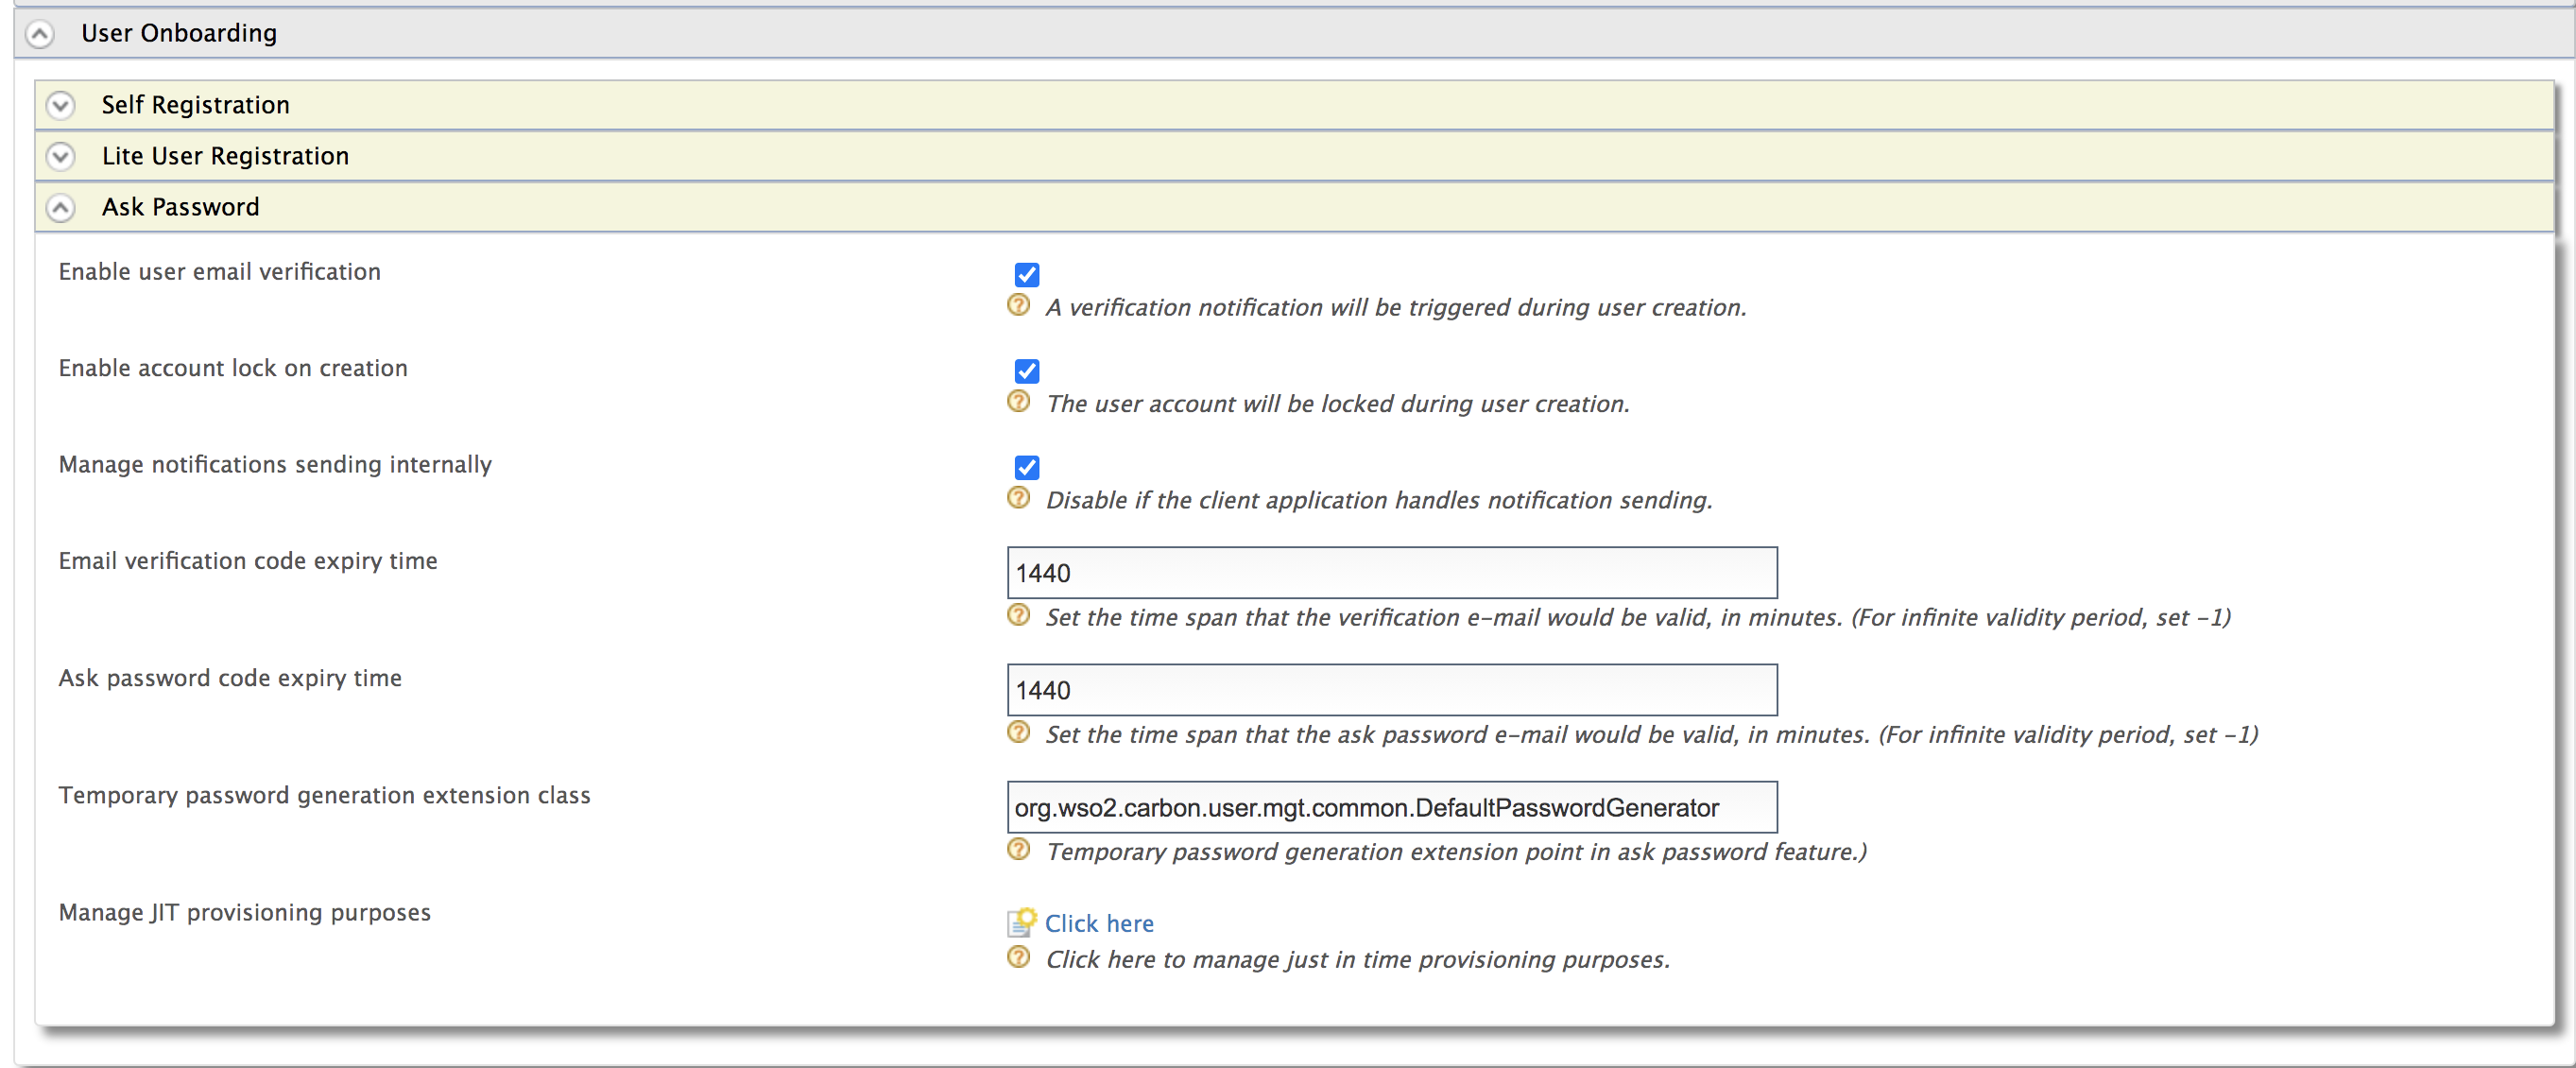 User Onboarding
Self Registration
Lite User Registration
Ask Password
Enable user email verification
A verification notification will be triggered during user creation.
Enable account lock on creation
The user account will be locked during user creation.
Manage notifications sending internally
Disable if the client application handles notification sending.
Email verification code expiry time
1440
Set the time span that the verification e-mail would be valid, in minutes. (For infinite validity period, set -1)
Ask password code expiry time
1440
Set the time span that the ask password e-mail would be valid, in minutes. (For infinite validity period, set -1)
Temporary password generation extension class
org.wso2.carbon.user.mgt.common.DefaultPasswordGenerator
Temporary password generation extension point in ask password feature.)
Manage JIT provisioning purposes
Click here
Click here to manage just in time provisioning purposes.